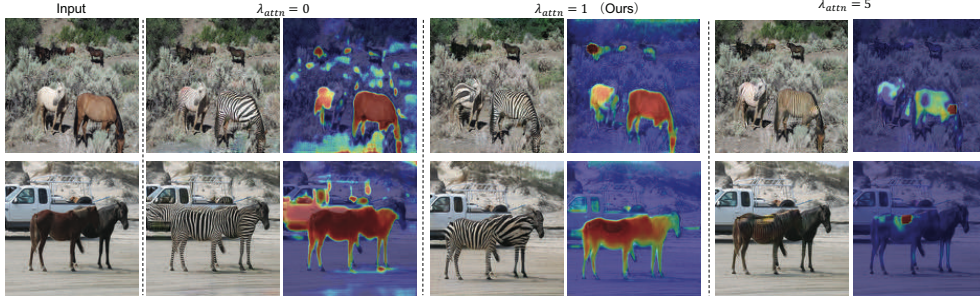 Input
λ_attn = 0
λ_attn = 1 （Ours）
λ_attn = 5